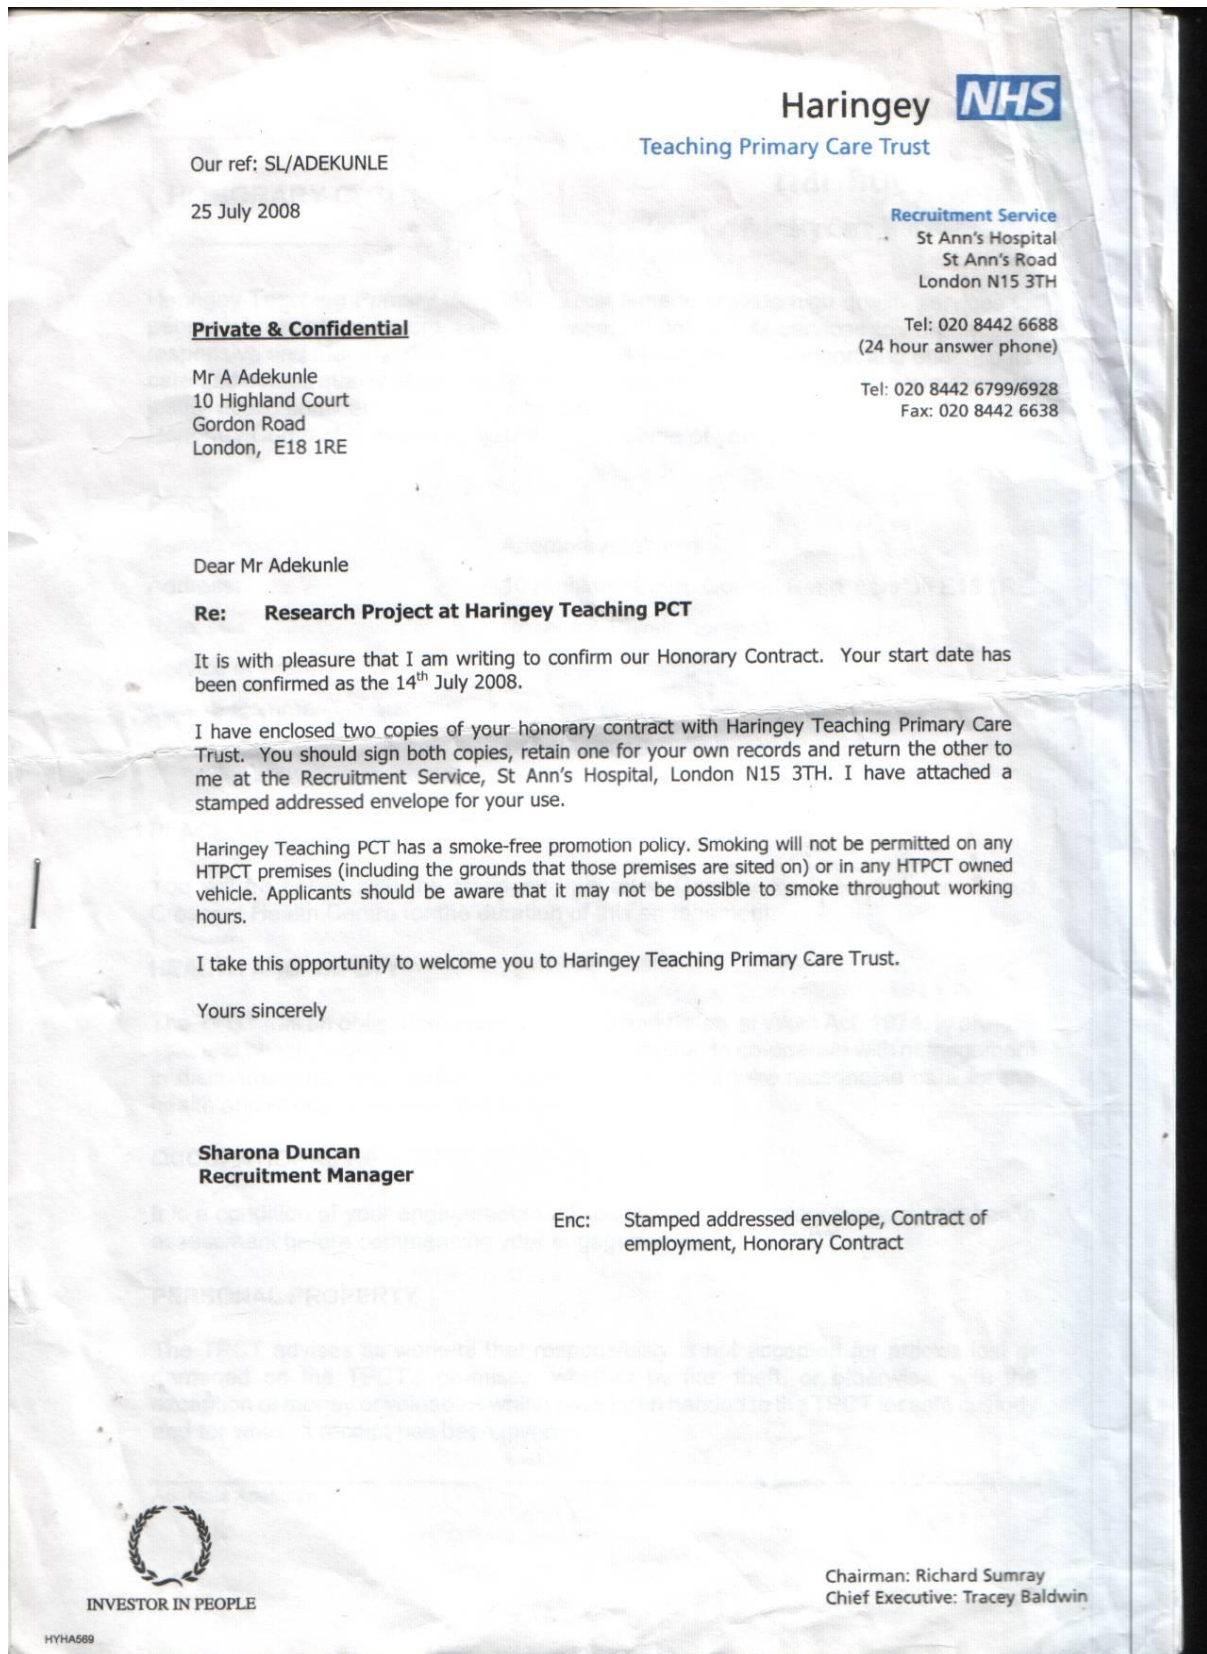 Haringey NHS
Teaching Primary Care Trust
Our ref: SL/ADEKUNLE
25 July 2008
Recruitment Service
St Ann's Hospital
St Ann's Road
London N15 3TH
Tel: 020 8442 6688
(24 hour answer phone)
Tel: 020 8442 6799/6928
Fax: 020 8442 6638
Private & Confidential
Mr A Adekunle
10 Highland Court
Gordon Road
London, E18 1RE
Dear Mr Adekunle
Re: Research Project at Haringey Teaching PCT
It is with pleasure that I am writing to confirm our Honorary Contract. Your start date has
been confirmed as the 14th July 2008.
I have enclosed two copies of your honorary contract with Haringey Teaching Primary Care
Trust. You should sign both copies, retain one for your own records and return the other to
me at the Recruitment Service, St Ann's Hospital, London N15 3TH. I have attached a
stamped addressed envelope for your use.
Haringey Teaching PCT has a smoke-free promotion policy. Smoking will not be permitted on any
HTPCT premises (including the grounds that those premises are sited on) or in any HTPCT owned
vehicle. Applicants should be aware that it may not be possible to smoke throughout working
hours.
I take this opportunity to welcome you to Haringey Teaching Primary Care Trust.
Yours sincerely
Sharona Duncan
Recruitment Manager
Enc: Stamped addressed envelope, Contract of
employment, Honorary Contract
INVESTOR IN PEOPLE
Chairman: Richard Sumray
Chief Executive: Tracey Baldwin
HYHA569